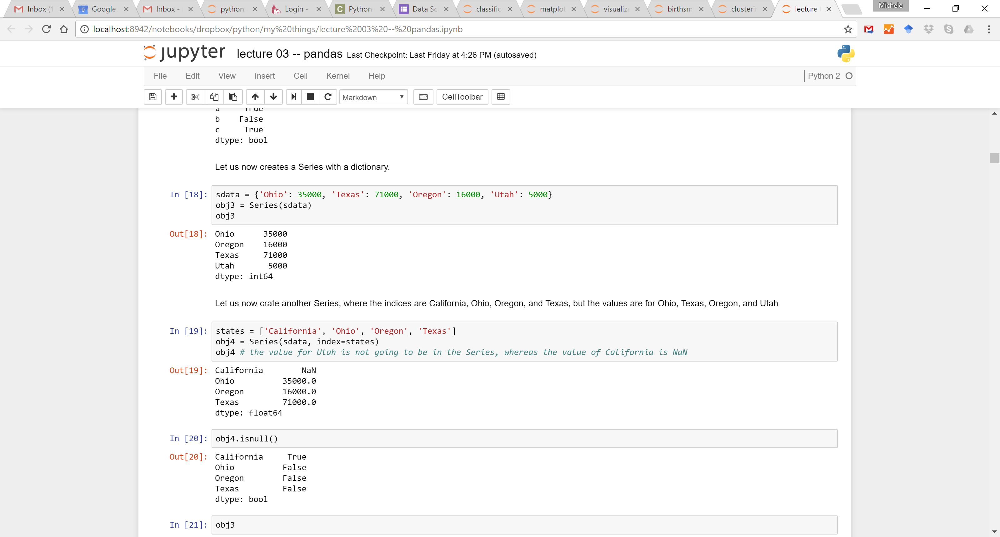 Inbox (1
Google
Inbox -
python
Login -
Python
Data Sc
classific
matplot
visualiza
birthsm
clusterin
lecture
Michele
localhost:8942/notebooks/dropbox/python/my%20things/lecture%2003%20--%20pandas.ipynb
jupyter lecture 03 -- pandas Last Checkpoint: Last Friday at 4:26 PM (autosaved)
File Edit View Insert Cell Kernel Help Python 2
Markdown CellToolbar
a True
b False
c True
dtype: bool
Let us now creates a Series with a dictionary.
In [18]: sdata = {'Ohio': 35000, 'Texas': 71000, 'Oregon': 16000, 'Utah': 5000}
obj3 = Series(sdata)
obj3
Out[18]: Ohio 35000
Oregon 16000
Texas 71000
Utah 5000
dtype: int64
Let us now crate another Series, where the indices are California, Ohio, Oregon, and Texas, but the values are for Ohio, Texas, Oregon, and Utah
In [19]: states = ['California', 'Ohio', 'Oregon', 'Texas']
obj4 = Series(sdata, index=states)
obj4 # the value for Utah is not going to be in the Series, whereas the value of California is NaN
Out[19]: California NaN
Ohio 35000.0
Oregon 16000.0
Texas 71000.0
dtype: float64
In [20]: obj4.isnull()
Out[20]: California True
Ohio False
Oregon False
Texas False
dtype: bool
In [21]: obj3